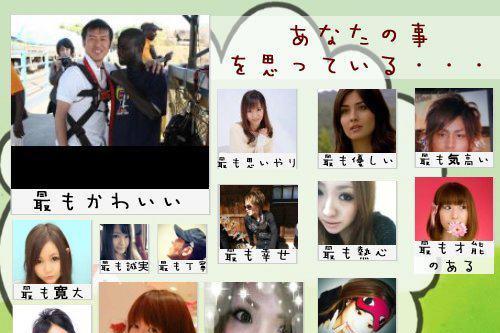 あなたの事
を思っている・・・
最も思いやり
最も優しい
最も気高い
最もかわいい
最も幸せ
最も熱心
最も才能
のある
最も誠実
最も丁寧
最も寛大